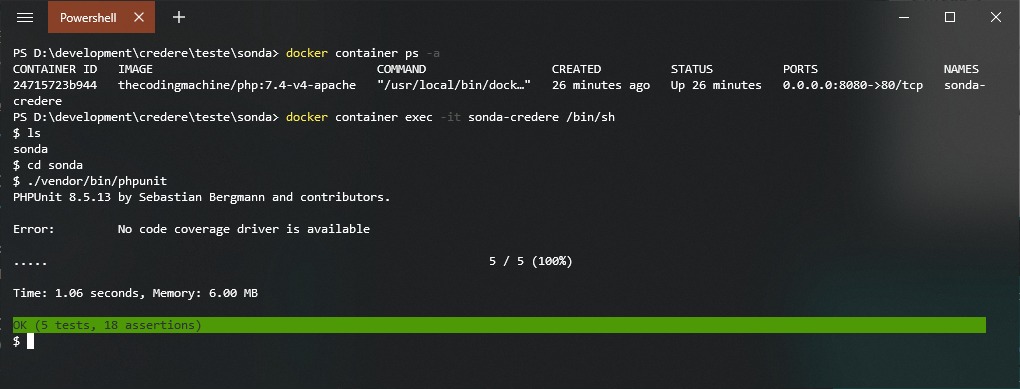 Powershell
PS D:\development\credere\teste\sonda> docker container ps -a
CONTAINER ID   IMAGE                               COMMAND                  CREATED          STATUS          PORTS                  NAMES
24715723b944   thecodingmachine/php:7.4-v4-apache   "/usr/local/bin/dock…"   26 minutes ago   Up 26 minutes   0.0.0.0:8080->80/tcp   sonda-
credere
PS D:\development\credere\teste\sonda> docker container exec -it sonda-credere /bin/sh
$ ls
sonda
$ cd sonda
$ ./vendor/bin/phpunit
PHPUnit 8.5.13 by Sebastian Bergmann and contributors.
Error:         No code coverage driver is available
.....                                                               5 / 5 (100%)
Time: 1.06 seconds, Memory: 6.00 MB
OK (5 tests, 18 assertions)
$